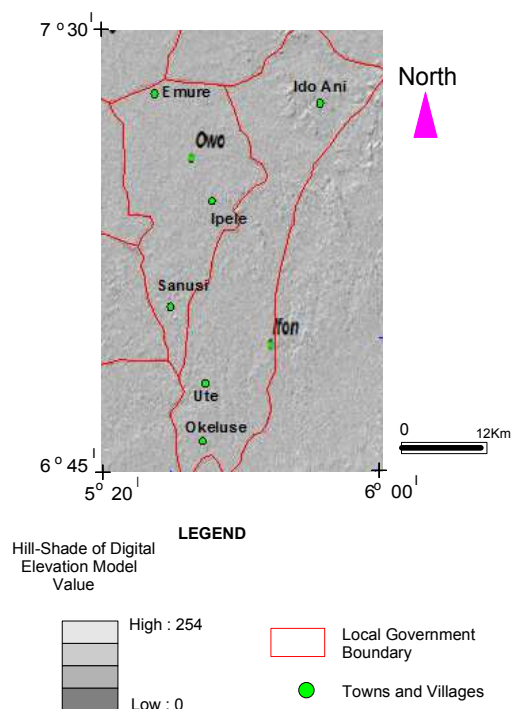 7 ° 30 |
North
Emure
Ido Ani
Owo
Ipele
Sanusi
Ifon
Ute
Okeluse
0 12Km
6 ° 45 |
5 ° 20 |
6 ° 00 |
LEGEND
Hill-Shade of Digital
Elevation Model
Value
High : 254
Low : 0
Local Government
Boundary
Towns and Villages